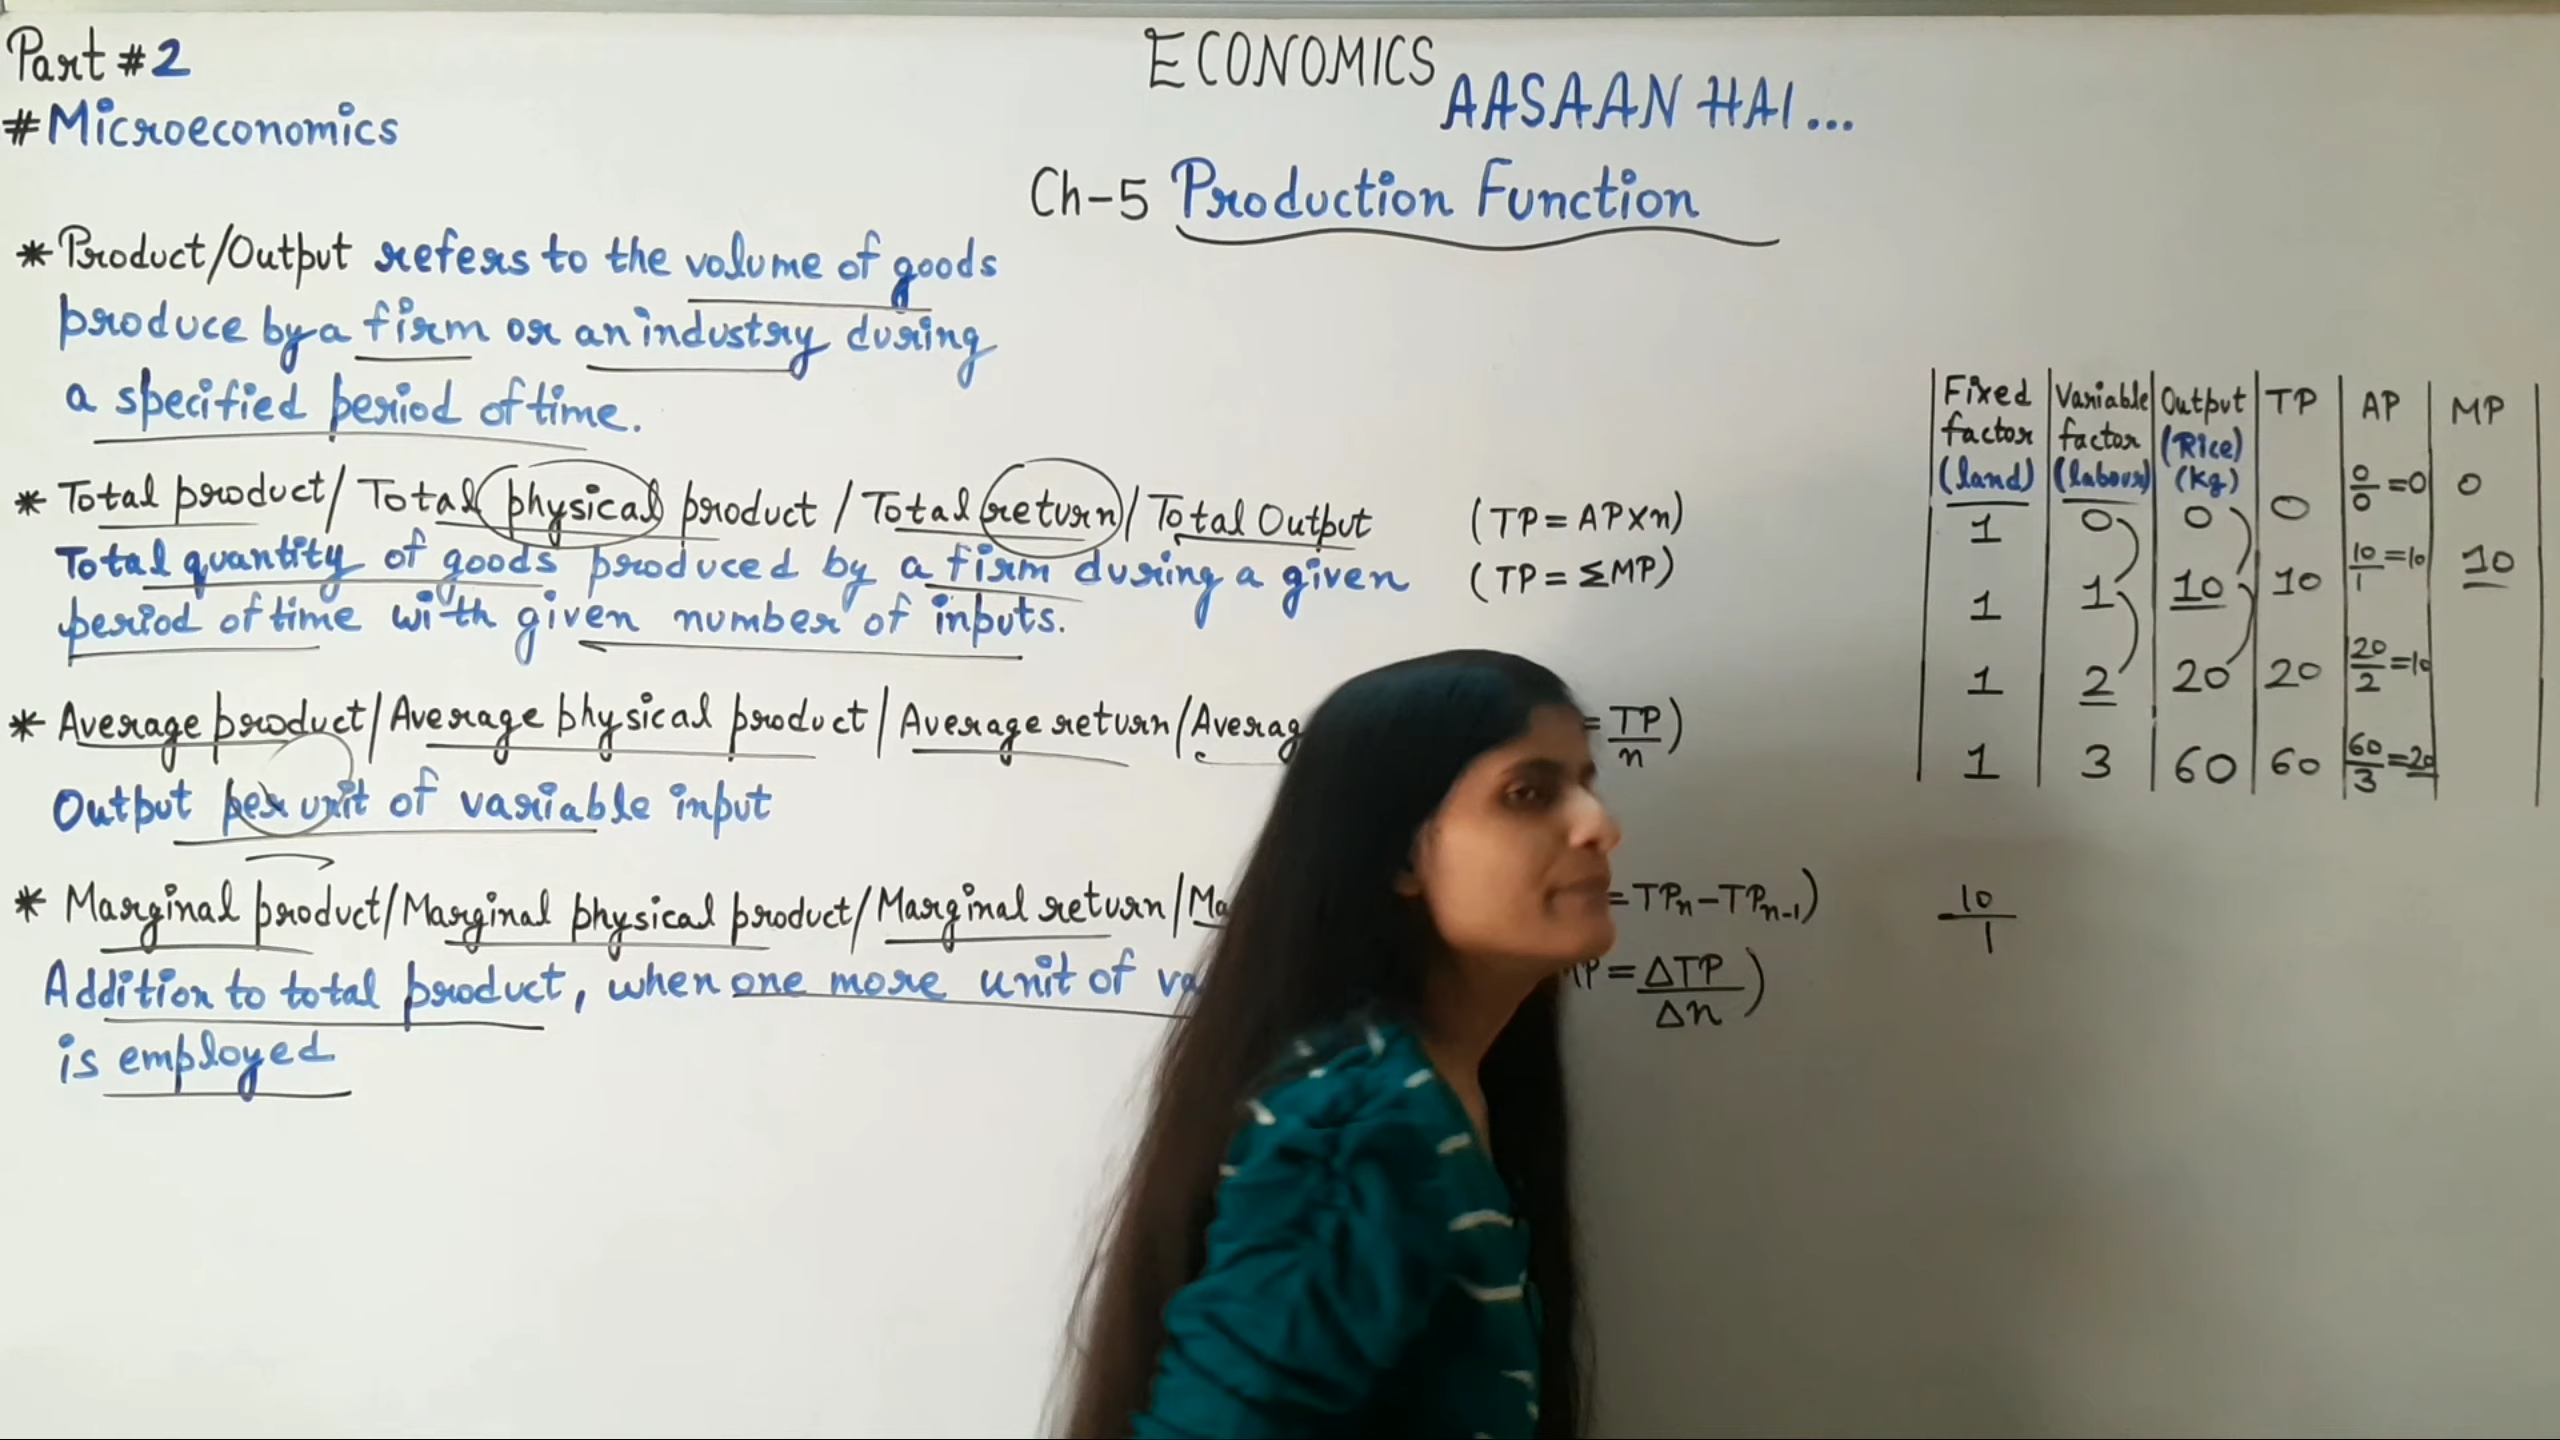 Part #2
#Microeconomics
ECONOMICS
AASAAN HAI...
Ch-5 Production Function
* Product/Output refers to the volume of goods
produce by a firm or an industry during
a specified period of time.
* Total product/Total physical product/Total return/Total Output
Total quantity of goods produced by a firm during a given
period of time with given number of inputs.
(TP = AP×n)
(TP = ΣMP)
* Average product/Average physical product/Average return/
Output per unit of variable input
= TP/n)
* Marginal product/Marginal physical product/Marginal return/
Addition to total product, when one more unit of
is employed
= TPn-TPn-1)
= ΔTP/Δn)
Fixed factor (land) | Variable factor (labour) | Output (Rice) (kg) | TP | AP | MP
1 | 0 | 0 | 0 | 0/0=0 | 0
1 | 1 | 10 | 10 | 10/1=10 | 10
1 | 2 | 20 | 20 | 20/2=10
1 | 3 | 60 | 60 | 60/3=20
10/1